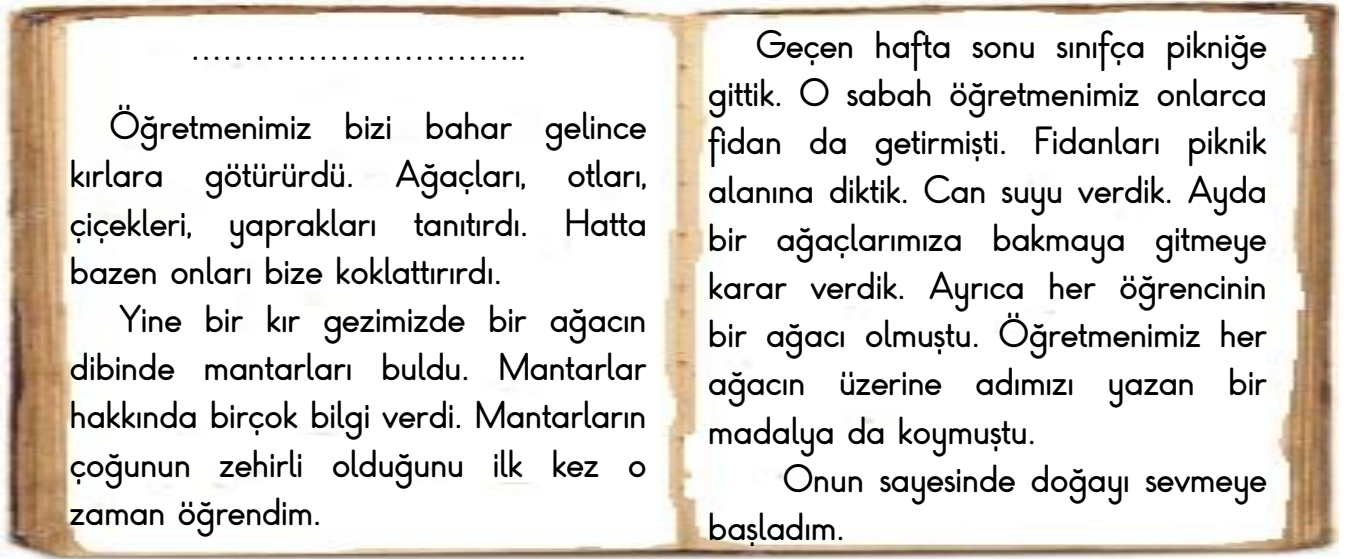 ……………………………..
Öğretmenimiz bizi bahar gelince
kırlara götürürdü. Ağaçları, otları,
çiçekleri, yaprakları tanıtırdı. Hatta
bazen onları bize koklattırırdı.
Yine bir kır gezimizde bir ağacın
dibinde mantarları buldu. Mantarlar
hakkında birçok bilgi verdi. Mantarların
çoğunun zehirli olduğunu ilk kez o
zaman öğrendim.
Geçen hafta sonu sınıfça pikniğe
gittik. O sabah öğretmenimiz onlarca
fidan da getirmişti. Fidanları piknik
alanına diktik. Can suyu verdik. Ayda
bir ağaçlarımıza bakmaya gitmeye
karar verdik. Ayrıca her öğrencinin
bir ağacı olmuştu. Öğretmenimiz her
ağacın üzerine adımızı yazan bir
madalya da koymuştu.
Onun sayesinde doğayı sevmeye
başladım.